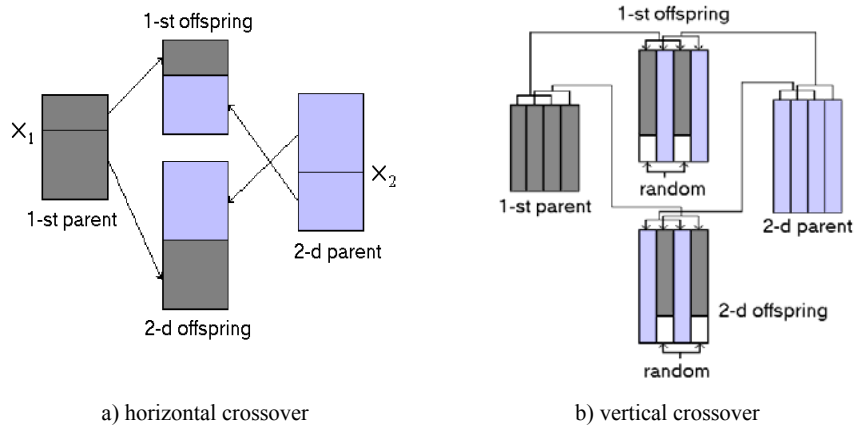 1-st offspring
X1
1-st parent
X2
2-d parent
2-d offspring
a) horizontal crossover
1-st offspring
random
1-st parent
2-d parent
2-d offspring
random
b) vertical crossover